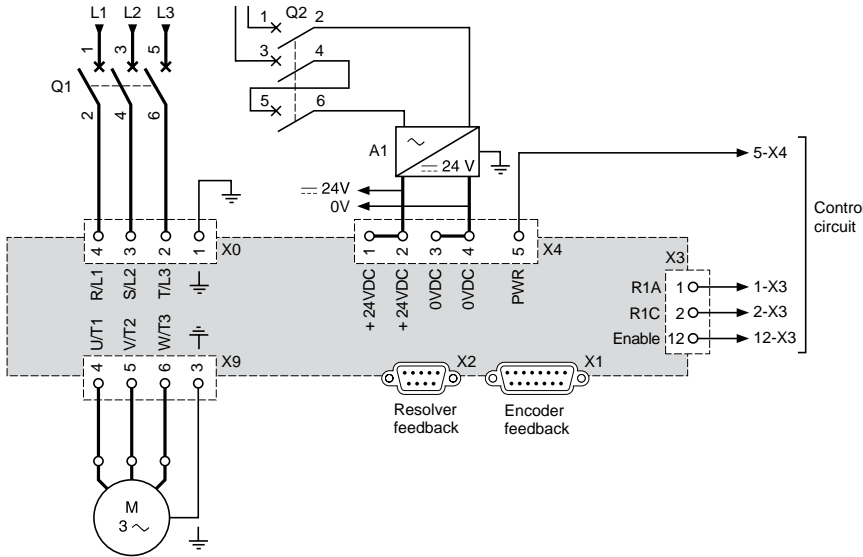 L1 L2 L3
1 3 5
Q1
2 4 6
Q2
1 2
3 4
5 6
A1
24 V
24V
0V
5-X4
Contro
circuit
4 3 2 1 X0
R/L1 S/L2 T/L3
1 2 3 4 5 X4
+24VDC +24VDC 0VDC 0VDC PWR
X3
R1A 1 1-X3
R1C 2 2-X3
Enable 12 12-X3
U/T1 V/T2 W/T3
4 5 6 3 X9
X2 X1
Resolver
feedback
Encoder
feedback
M
3